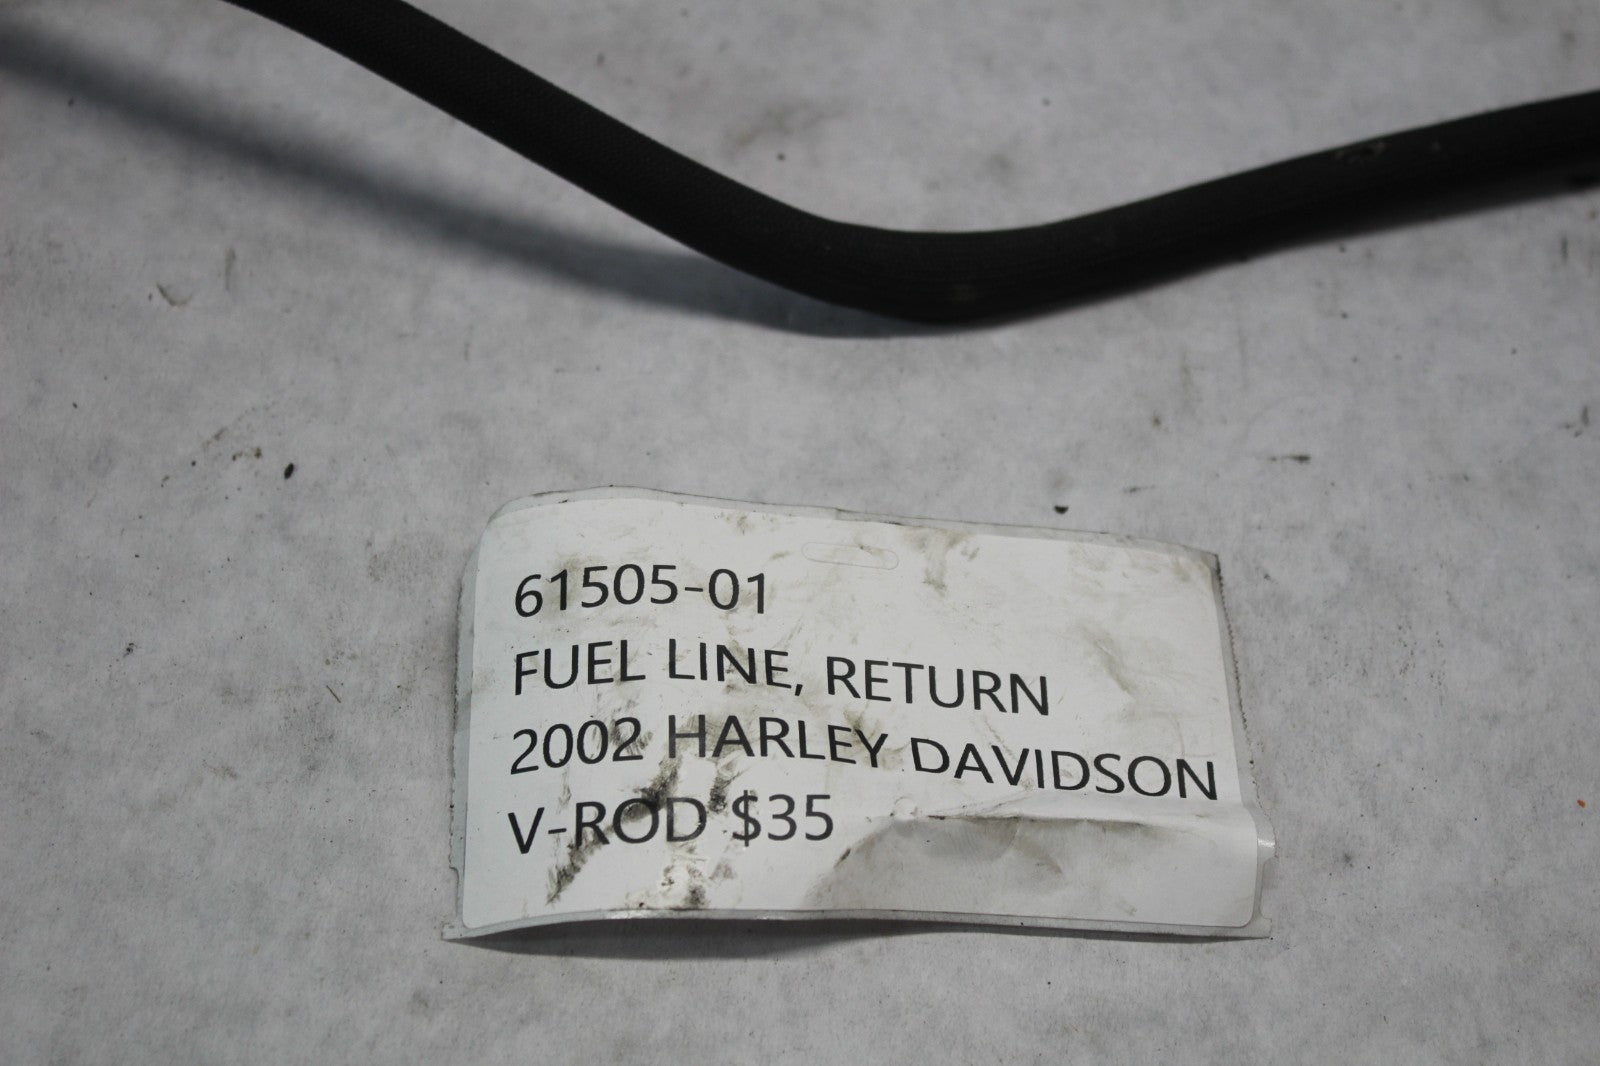 61505-01
FUEL LINE, RETURN
2002 HARLEY DAVIDSON
V-ROD $35